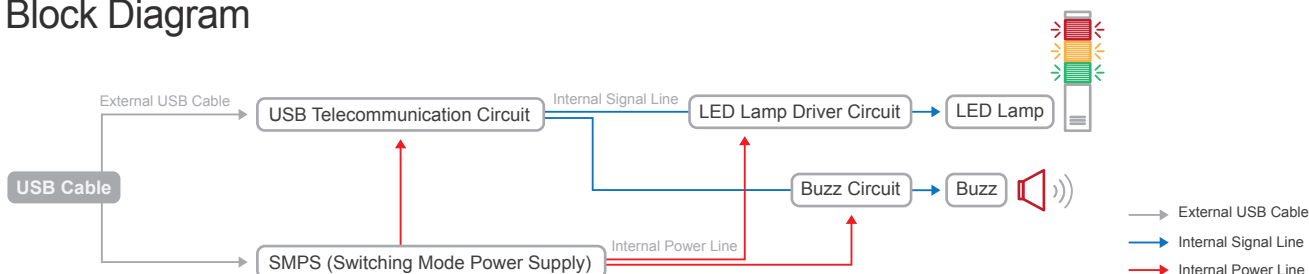 Block Diagram
External USB Cable
USB Telecommunication Circuit
Internal Signal Line
LED Lamp Driver Circuit
LED Lamp
USB Cable
Buzz Circuit
Buzz
SMPS (Switching Mode Power Supply)
Internal Power Line
External USB Cable
Internal Signal Line
Internal Power Line